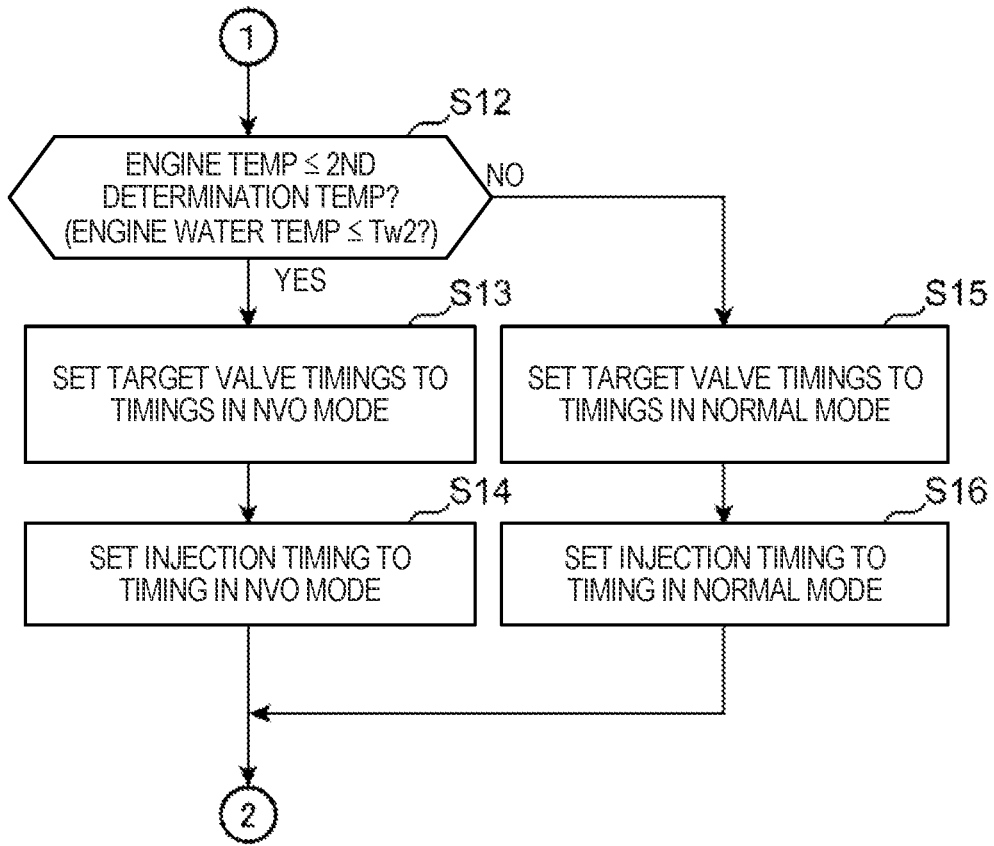 1
S12
ENGINE TEMP ≤ 2ND
DETERMINATION TEMP?
(ENGINE WATER TEMP ≤ Tw2?)
NO
YES
S13
SET TARGET VALVE TIMINGS TO
TIMINGS IN NVO MODE
S15
SET TARGET VALVE TIMINGS TO
TIMINGS IN NORMAL MODE
S14
SET INJECTION TIMING TO
TIMING IN NVO MODE
S16
SET INJECTION TIMING TO
TIMING IN NORMAL MODE
2